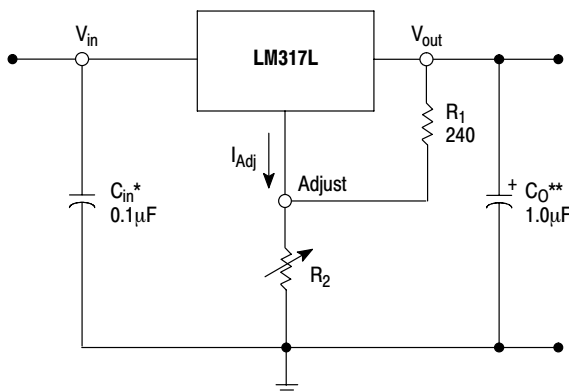 V_in
LM317L
V_out
R_1
240
I_Adj
Adjust
C_in*
0.1μF
+
C_O**
1.0μF
R_2